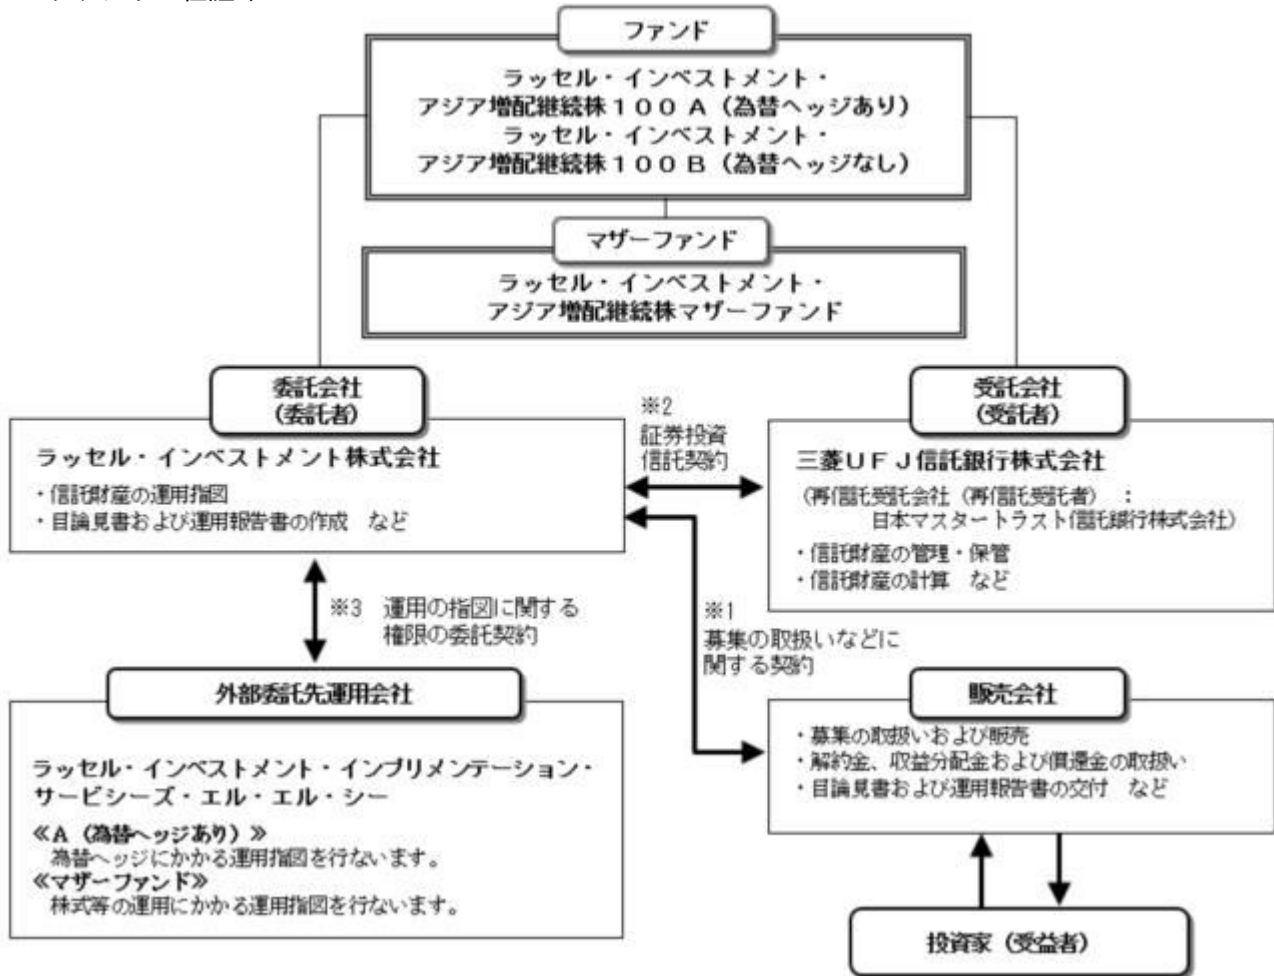 ファンド
ラッセル・インベストメント・
アジア増配継続株１００Ａ（為替ヘッジあり）
ラッセル・インベストメント・
アジア増配継続株１００Ｂ（為替ヘッジなし）
マザーファンド
ラッセル・インベストメント・
アジア増配継続株マザーファンド
委託会社
（委託者）
ラッセル・インベストメント株式会社
・信託財産の運用指図
・目論見書および運用報告書の作成　など
※2
証券投資
信託契約
受託会社
（受託者）
三菱ＵＦＪ信託銀行株式会社
（再信託受託会社（再信託受託者）　：
日本マスタートラスト信託銀行株式会社）
・信託財産の管理・保管
・信託財産の計算　など
※3　運用の指図に関する
権限の委託契約
※1
募集の取扱いなどに
関する契約
外部委託先運用会社
ラッセル・インベストメント・インプリメンテーション・
サービシーズ・エル・エル・シー
≪Ａ（為替ヘッジあり）≫
為替ヘッジにかかる運用指図を行ないます。
≪マザーファンド≫
株式等の運用にかかる運用指図を行ないます。
販売会社
・募集の取扱いおよび販売
・解約金、収益分配金および償還金の取扱い
・目論見書および運用報告書の交付　など
投資家（受益者）